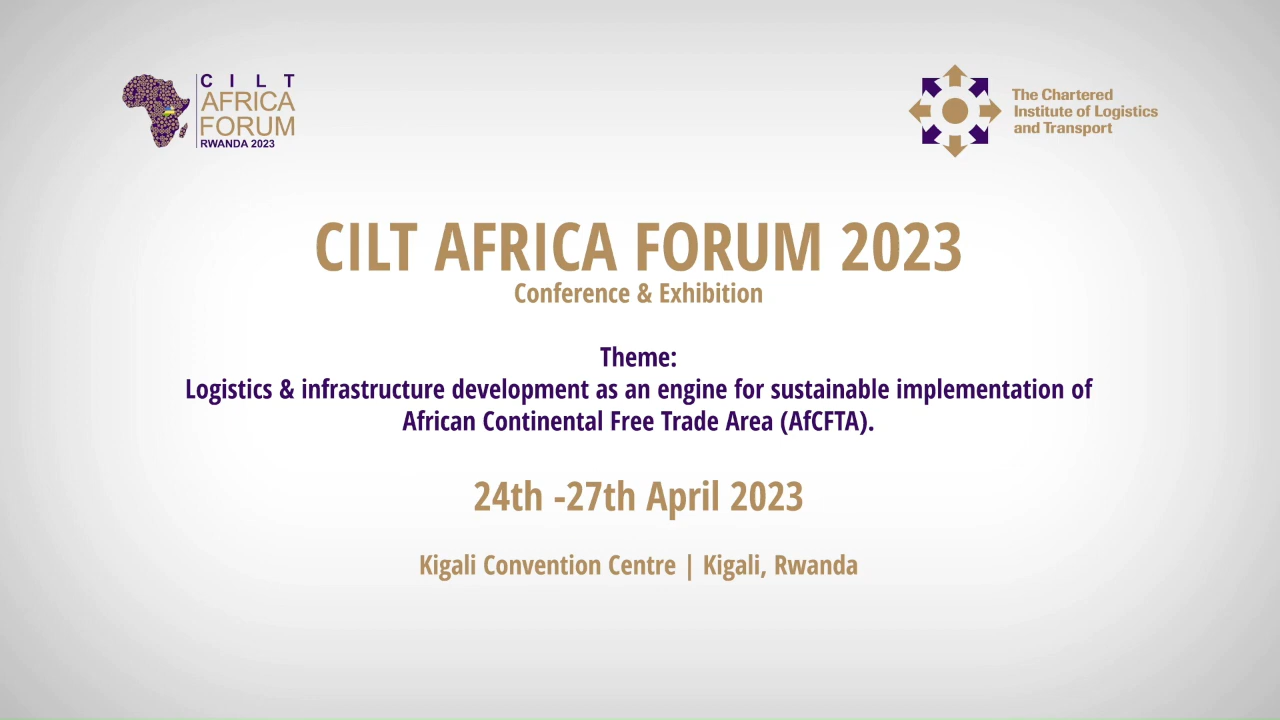 C I L T
AFRICA
FORUM
RWANDA 2023
The Chartered
Institute of Logistics
and Transport
CILT AFRICA FORUM 2023
Conference & Exhibition
Theme:
Logistics & infrastructure development as an engine for sustainable implementation of
African Continental Free Trade Area (AfCFTA).
24th -27th April 2023
Kigali Convention Centre | Kigali, Rwanda